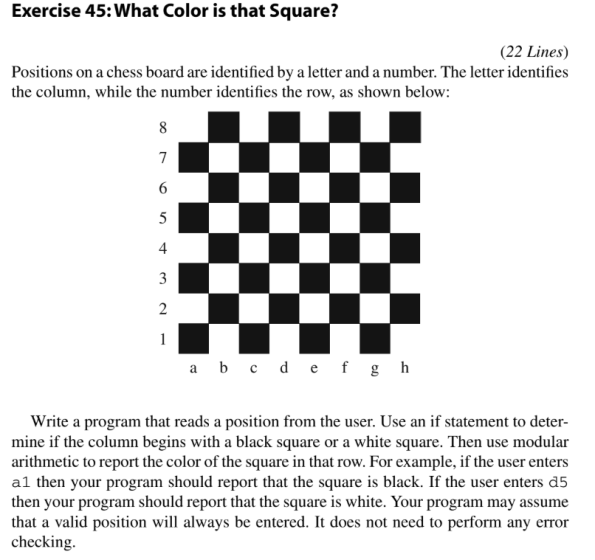 Exercise 45: What Color is that Square?
(22 Lines)
Positions on a chess board are identified by a letter and a number. The letter identifies
the column, while the number identifies the row, as shown below:
8
7
6
5
4
3
2
1
a b c d e f g h
Write a program that reads a position from the user. Use an if statement to deter-
mine if the column begins with a black square or a white square. Then use modular
arithmetic to report the color of the square in that row. For example, if the user enters
a1 then your program should report that the square is black. If the user enters d5
then your program should report that the square is white. Your program may assume
that a valid position will always be entered. It does not need to perform any error
checking.